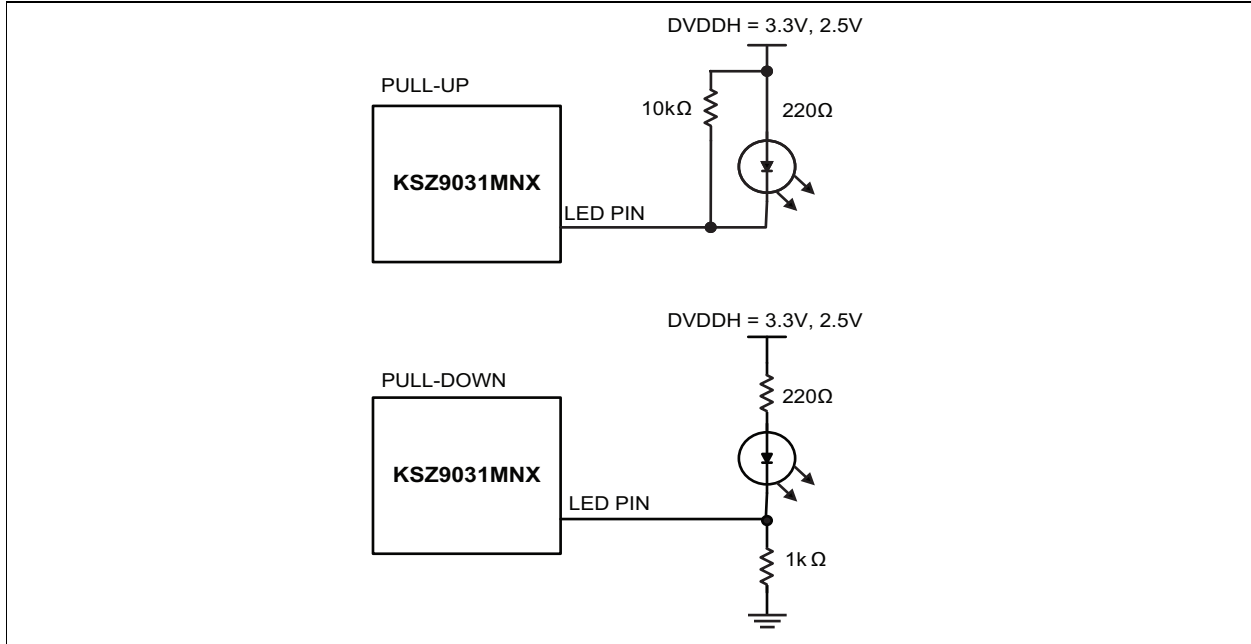 DVDDH = 3.3V, 2.5V
PULL-UP
10kΩ
220Ω
KSZ9031MNX
LED PIN
DVDDH = 3.3V, 2.5V
PULL-DOWN
220Ω
KSZ9031MNX
LED PIN
1k Ω